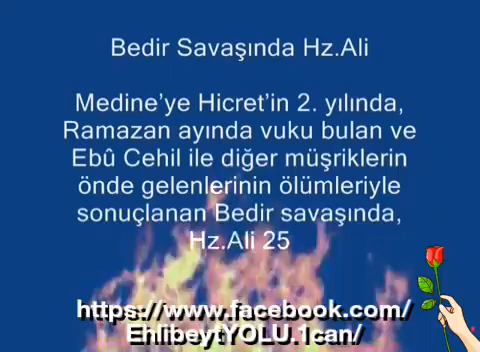 Bedir Savaşında Hz.Ali
Medine’ye Hicret’in 2. yılında,
Ramazan ayında vuku bulan ve
Ebû Cehil ile diğer müşriklerin
önde gelenlerinin ölümleriyle
sonuçlanan Bedir savaşında,
Hz.Ali 25
https://www.facebook.com/
EhlibeytYOLU.1can/